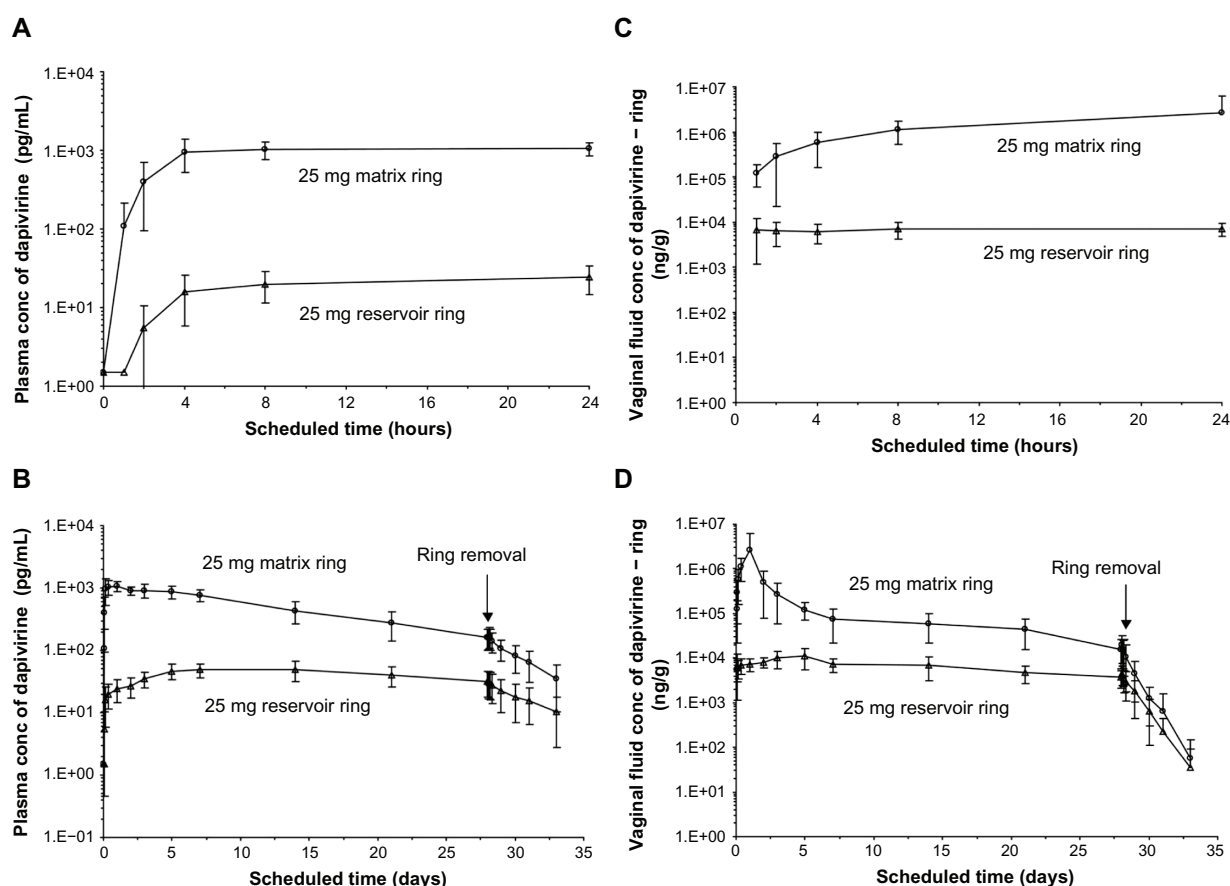 A
Plasma conc of dapivirine (pg/mL)
1.E+04
1.E+03
1.E+02
1.E+01
1.E+00
25 mg matrix ring
25 mg reservoir ring
0 4 8 12 16 20 24
Scheduled time (hours)
C
Vaginal fluid conc of dapivirine – ring
(ng/g)
1.E+07
1.E+06
1.E+05
1.E+04
1.E+03
1.E+02
1.E+01
1.E+00
25 mg matrix ring
25 mg reservoir ring
0 4 8 12 16 20 24
Scheduled time (hours)
B
Plasma conc of dapivirine (pg/mL)
1.E+04
1.E+03
1.E+02
1.E+01
1.E+00
1.E−01
25 mg matrix ring
Ring removal
25 mg reservoir ring
0 5 10 15 20 25 30 35
Scheduled time (days)
D
Vaginal fluid conc of dapivirine – ring
(ng/g)
1.E+07
1.E+06
1.E+05
1.E+04
1.E+03
1.E+02
1.E+01
1.E+00
25 mg matrix ring
Ring removal
25 mg reservoir ring
0 5 10 15 20 25 30 35
Scheduled time (days)